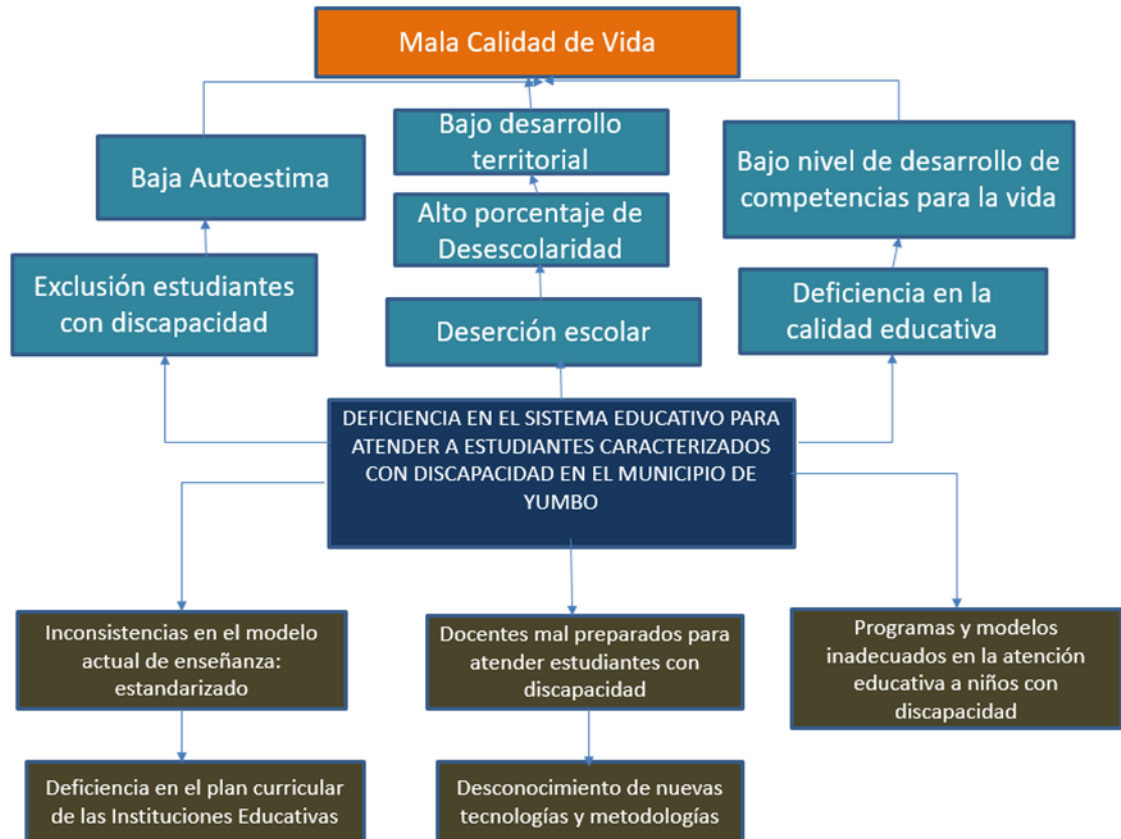 Mala Calidad de Vida
Bajo desarrollo
territorial
Baja Autoestima
Bajo nivel de desarrollo de
competencias para la vida
Alto porcentaje de
Desescolaridad
Exclusión estudiantes
con discapacidad
Deserción escolar
Deficiencia en la
calidad educativa
DEFICIENCIA EN EL SISTEMA EDUCATIVO PARA
ATENDER A ESTUDIANTES CARACTERIZADOS
CON DISCAPACIDAD EN EL MUNICIPIO DE
YUMBO
Inconsistencias en el modelo
actual de enseñanza:
estandarizado
Docentes mal preparados para
atender estudiantes con
discapacidad
Programas y modelos
inadecuados en la atención
educativa a niños con
discapacidad
Deficiencia en el plan curricular
de las Instituciones Educativas
Desconocimiento de nuevas
tecnologías y metodologías